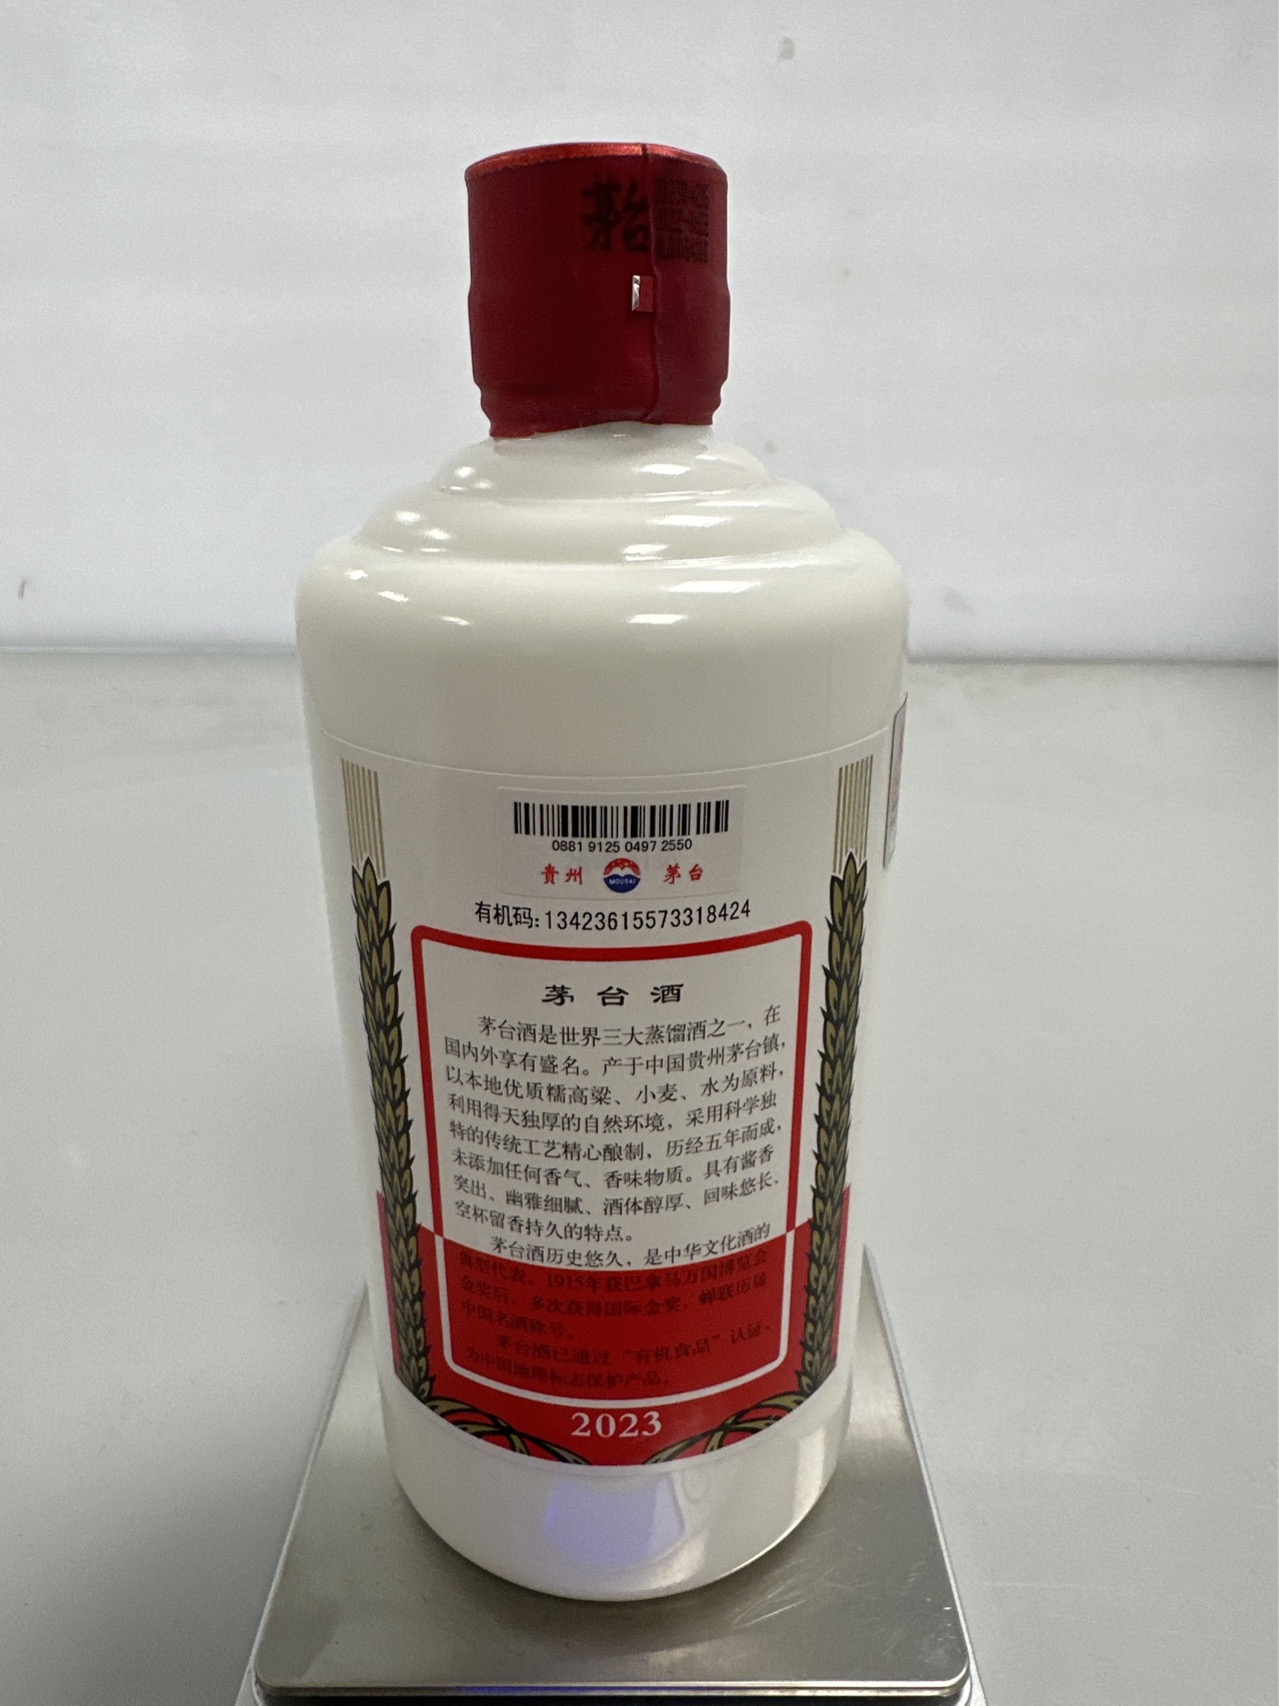 茅台
0881 9125 0497 2550
贵州 MOUTAI 茅台
有机码:13423615573318424
茅台酒
茅台酒是世界三大蒸馏酒之一，在
国内外享有盛名。产于中国贵州茅台镇，
以本地优质糯高粱、小麦、水为原料，
利用得天独厚的自然环境，采用科学独
特的传统工艺精心酿制，历经五年而成，
未添加任何香气、香味物质。具有酱香
突出、幽雅细腻、酒体醇厚、回味悠长、
空杯留香持久的特点。
茅台酒历史悠久，是中华文化酒的
典型代表。1915年获巴拿马万国博览会
金奖后，多次获得国际金奖，蝉联历届
中国名酒称号。
茅台酒已通过“有机食品”认证，
为中国地理标志保护产品。
2023